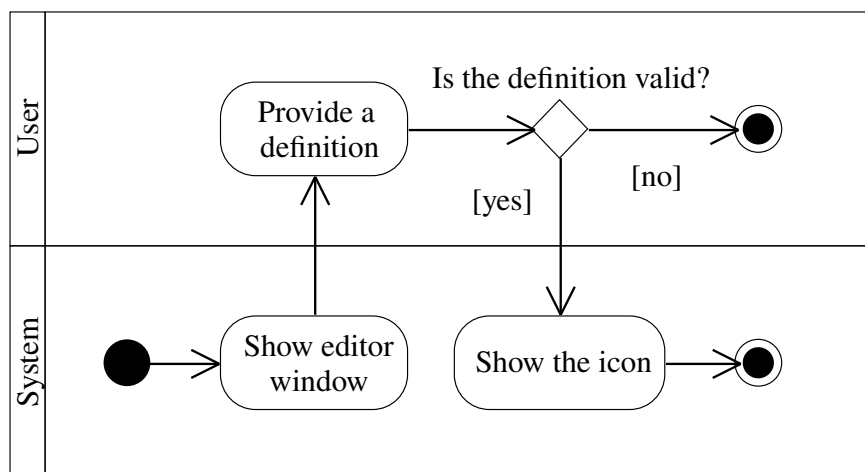 User
Is the definition valid?
Provide a
definition
[yes]
[no]
System
Show editor
window
Show the icon